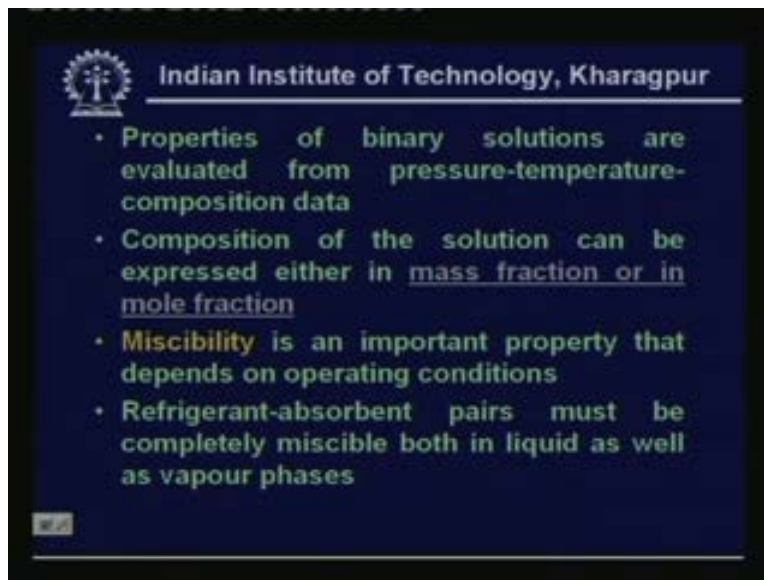 Indian Institute of Technology, Kharagpur
• Properties of binary solutions are
evaluated from pressure-temperature-
composition data
• Composition of the solution can be
expressed either in mass fraction or in
mole fraction
• Miscibility is an important property that
depends on operating conditions
• Refrigerant-absorbent pairs must be
completely miscible both in liquid as well
as vapour phases